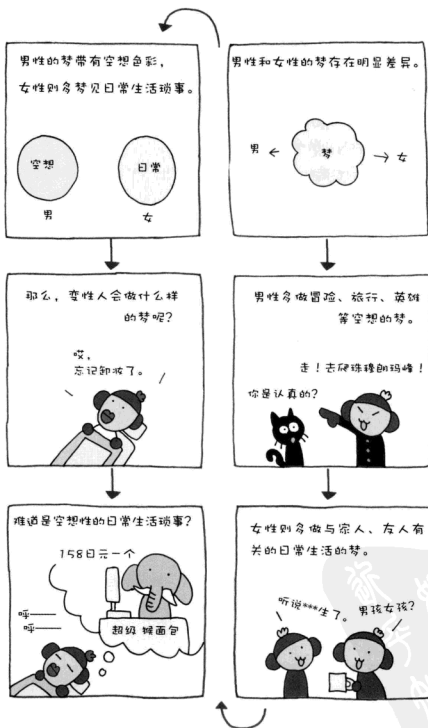 男性和女性的梦存在明显差异。
男 ← 梦 → 女
男性多做冒险、旅行、英雄
等空想的梦。
走！去爬珠穆朗玛峰！
你是认真的？
女性则多做与家人、友人有
关的日常生活的梦。
听说***生了。
男孩女孩？
男性的梦带有空想色彩，
女性则多梦见日常生活琐事。
空想 日常
男 女
那么，变性人会做什么样
的梦呢？
哎，
忘记卸妆了。
难道是空想性的日常生活琐事？
158日元一个
超级 猴面包
呼——
呼——